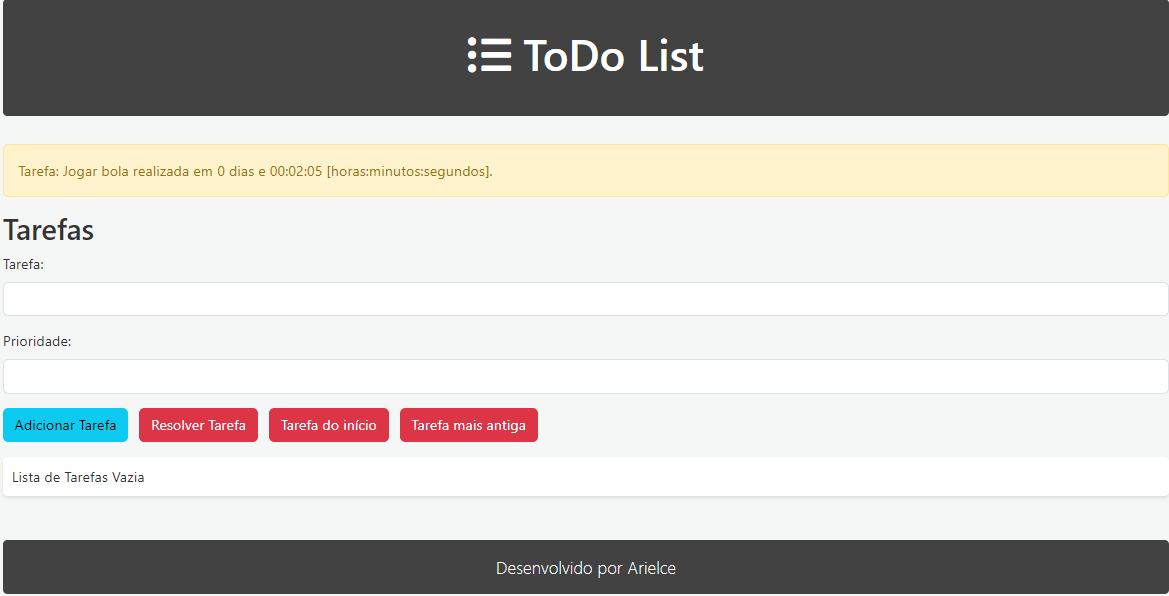 ToDo List
Tarefa: Jogar bola realizada em 0 dias e 00:02:05 [horas:minutos:segundos].
Tarefas
Tarefa:
Prioridade:
Adicionar Tarefa Resolver Tarefa Tarefa do início Tarefa mais antiga
Lista de Tarefas Vazia
Desenvolvido por Arielce